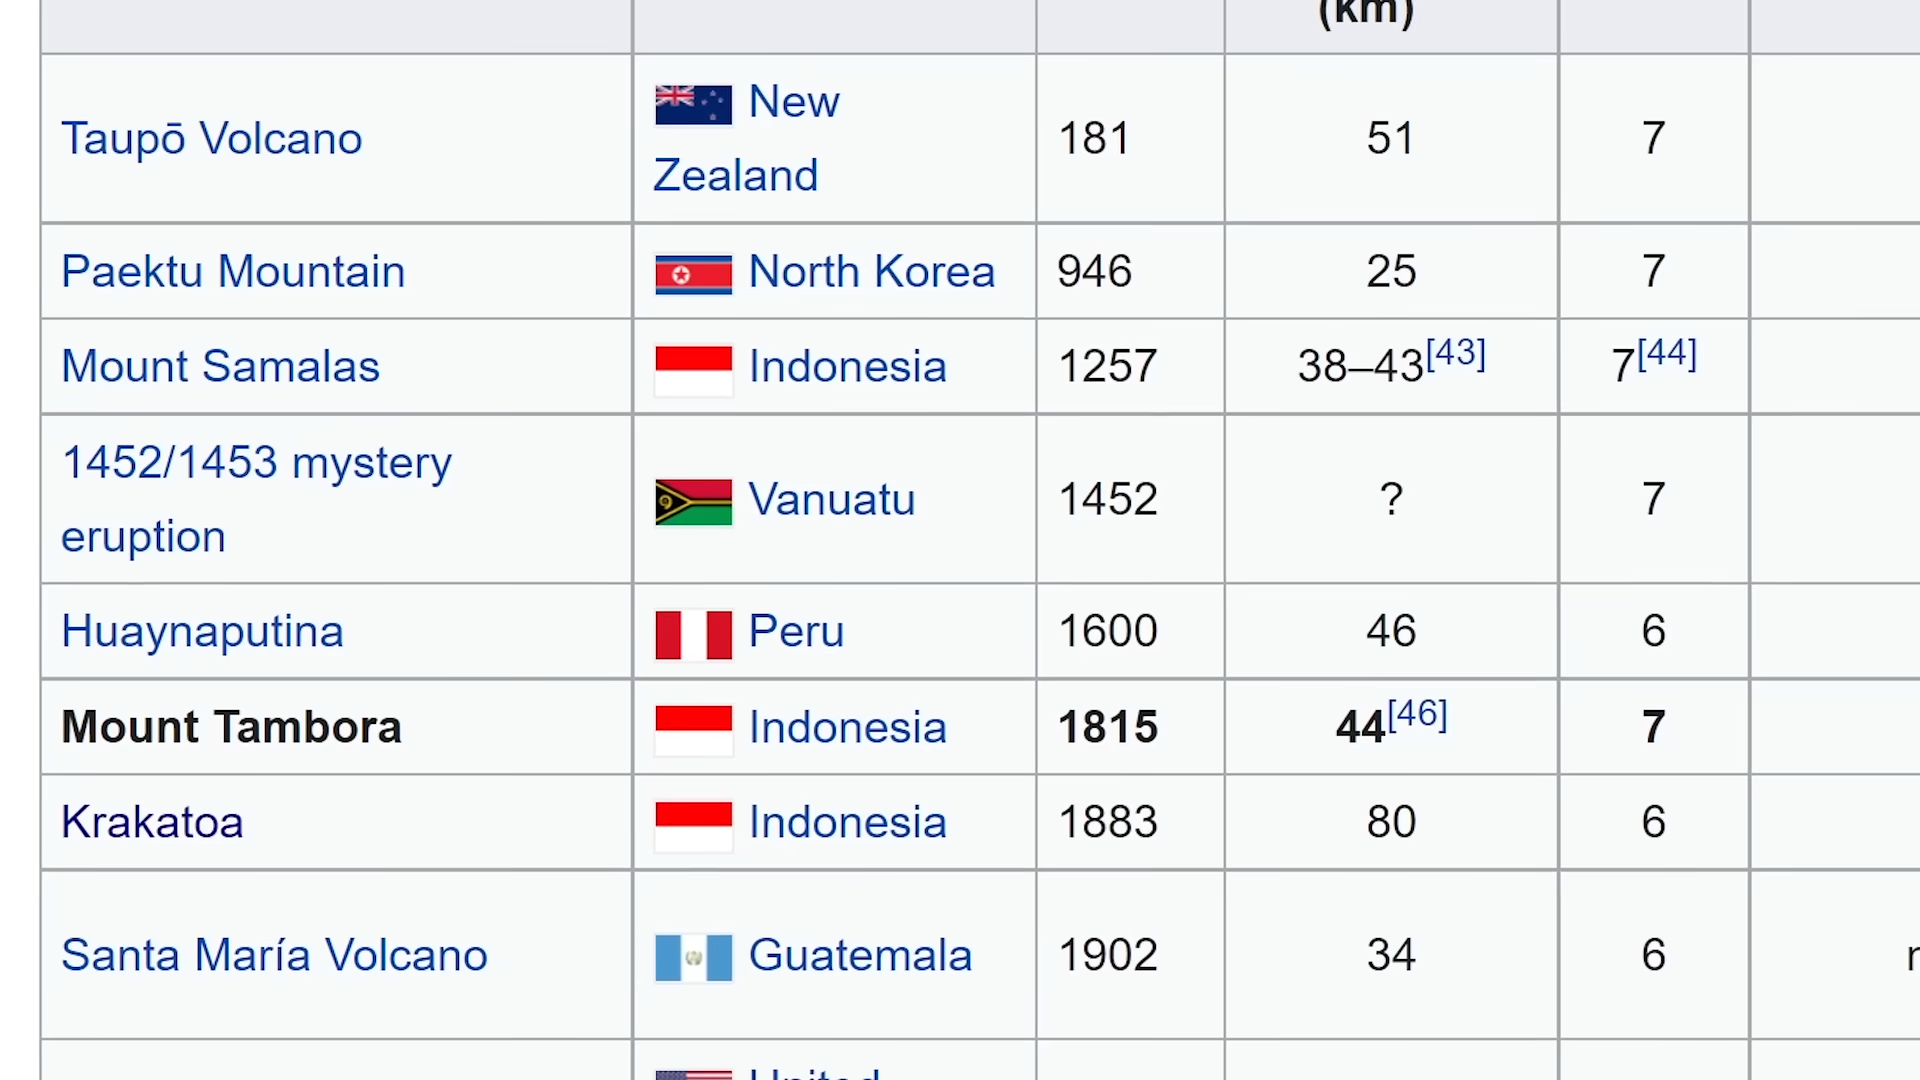 (km)
Taupō Volcano New Zealand 181 51 7
Paektu Mountain North Korea 946 25 7
Mount Samalas Indonesia 1257 38–43[43] 7[44]
1452/1453 mystery eruption Vanuatu 1452 ? 7
Huaynaputina Peru 1600 46 6
Mount Tambora Indonesia 1815 44[46] 7
Krakatoa Indonesia 1883 80 6
Santa María Volcano Guatemala 1902 34 6
United